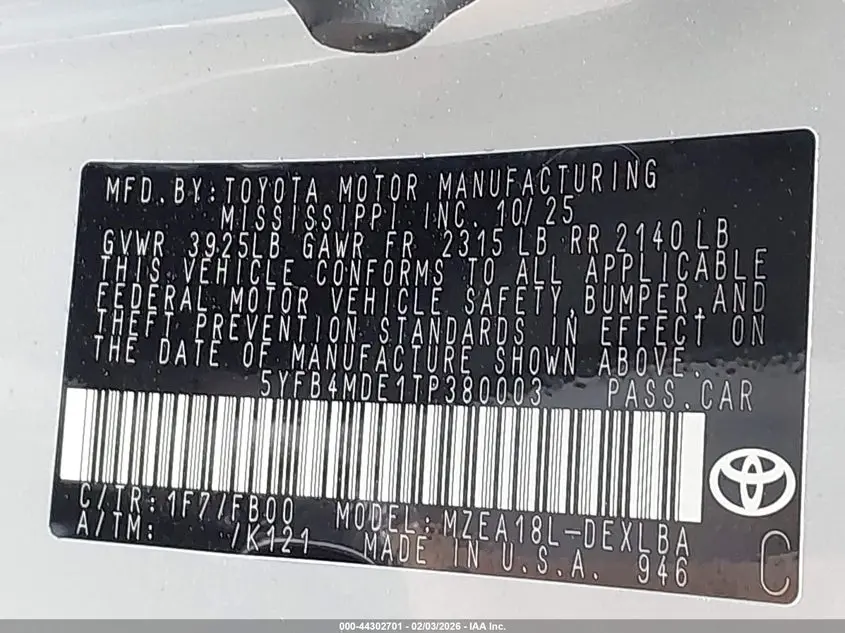 MFD.BY:TOYOTA MOTOR MANUFACTURING
MISSISSIPPI INC 10/25
GVWR 3925LB GAWR FR 2315 LB RR 2140 LB
THIS VEHICLE CONFORMS TO ALL APPLICABLE
FEDERAL MOTOR VEHICLE SAFETY,BUMPER,AND
THEFT PREVENTION STANDARDS IN EFFECT ON
THE DATE OF MANUFACTURE SHOWN ABOVE.
5YFB4MDE1TP380003 PASS.CAR
C/TR: 1F7/FB00 MODEL: MZEA18L-DEXLBA
A/TM: /K121 MADE IN U.S.A. 946 C
000-44302701 - 02/03/2026 - IAA Inc.